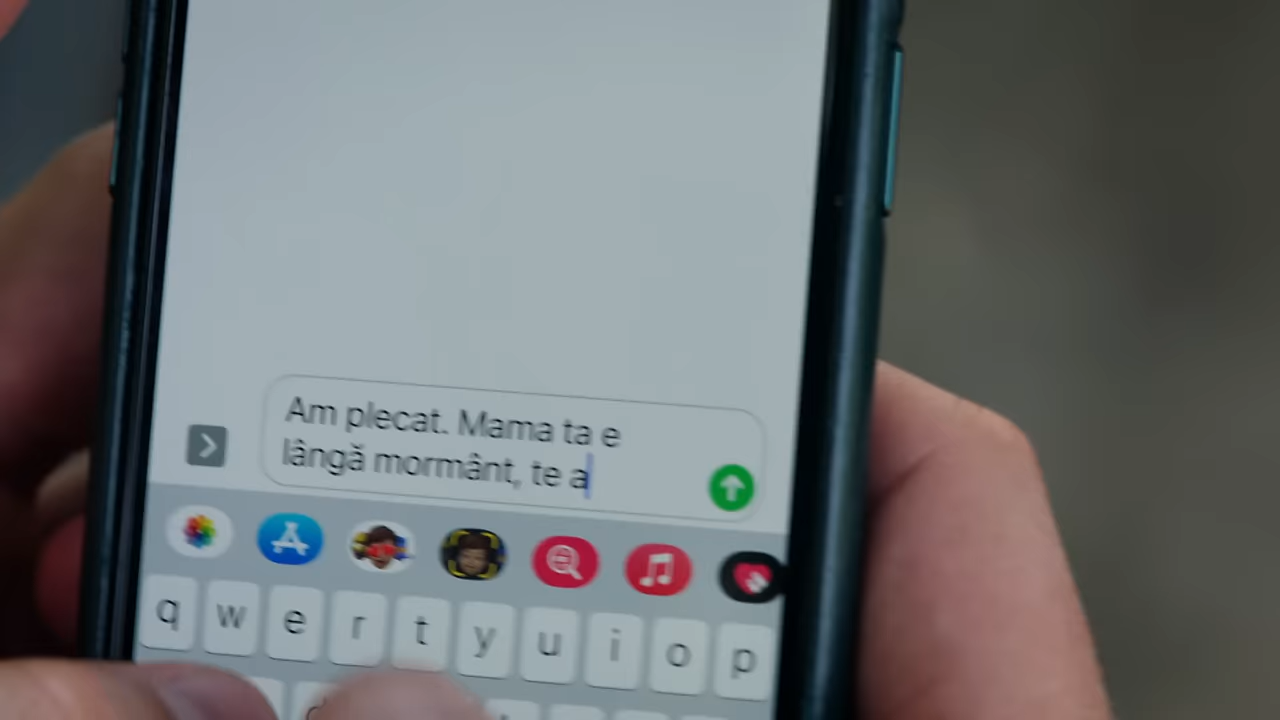 Am plecat. Mama ta e
lângă mormânt, te a
q w e r t y u i o p